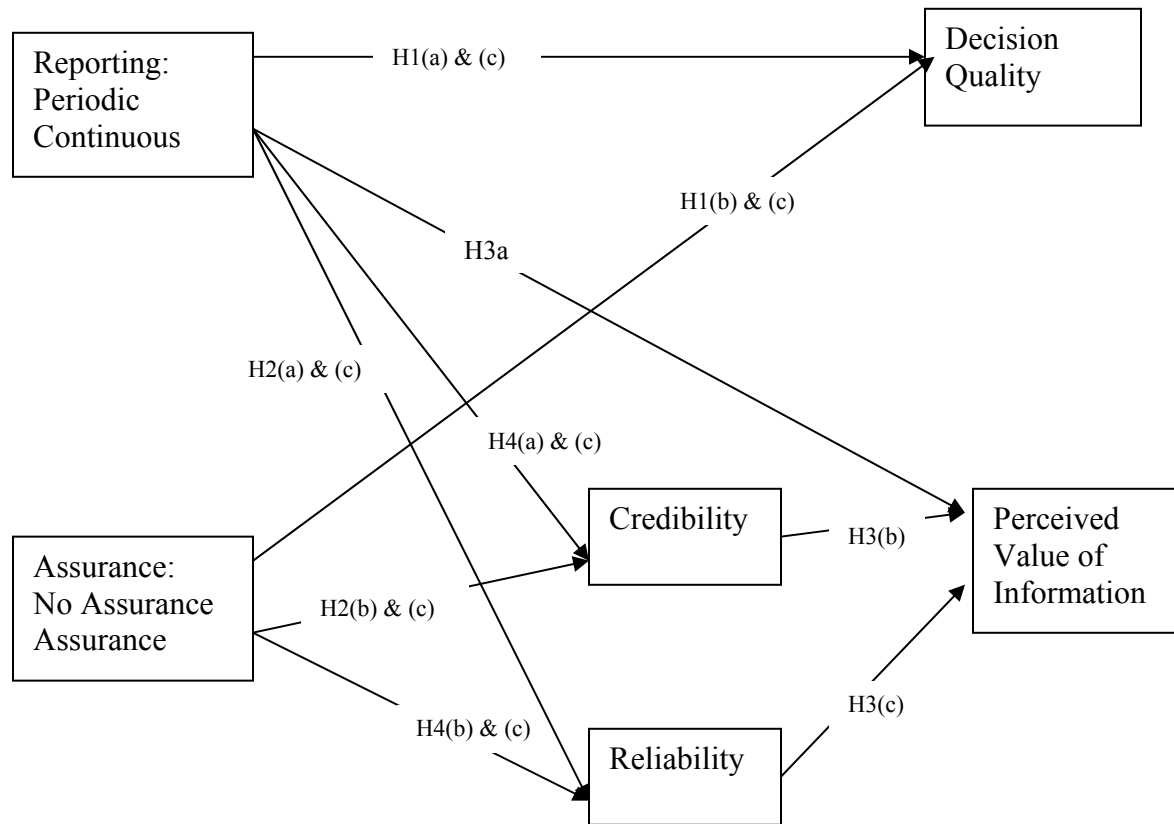 Reporting:
Periodic
Continuous
H1(a) & (c)
Decision
Quality
H1(b) & (c)
H3a
H2(a) & (c)
H4(a) & (c)
Credibility
H3(b)
Perceived
Value of
Information
Assurance:
No Assurance
Assurance
H2(b) & (c)
H4(b) & (c)
Reliability
H3(c)